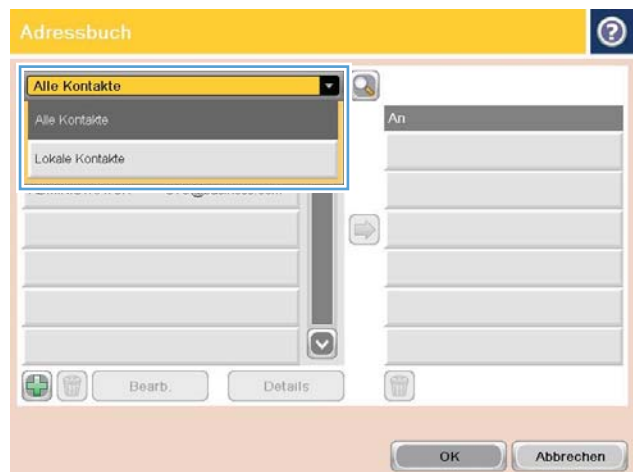 Adressbuch
Alle Kontakte
Alle Kontakte
Lokale Kontakte
An
Bearb.
Details
OK
Abbrechen